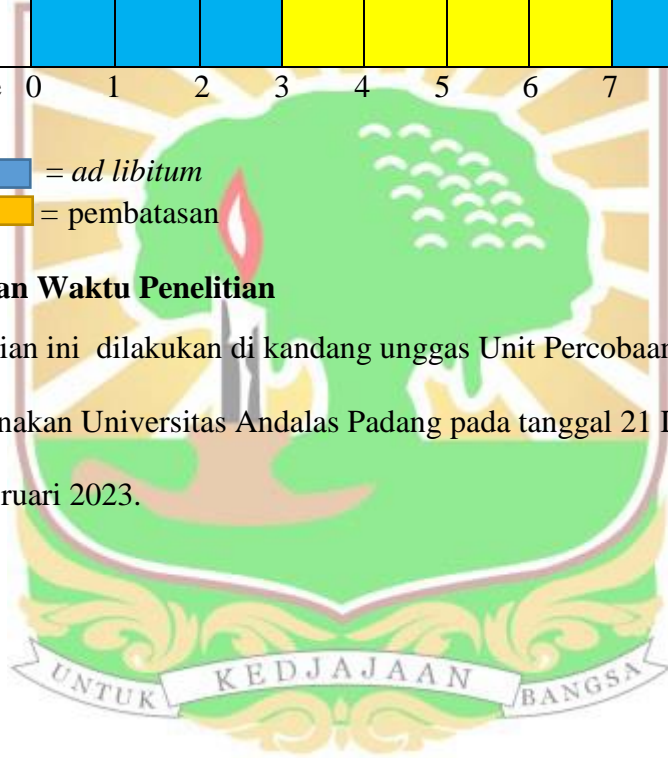 e 0 1 2 3 4 5 6 7
= ad libitum
= pembatasan
an Waktu Penelitian
ian ini dilakukan di kandang unggas Unit Percobaan
nakan Universitas Andalas Padang pada tanggal 21
ruari 2023.
UNTUK KEDJAJAAN BANGSA